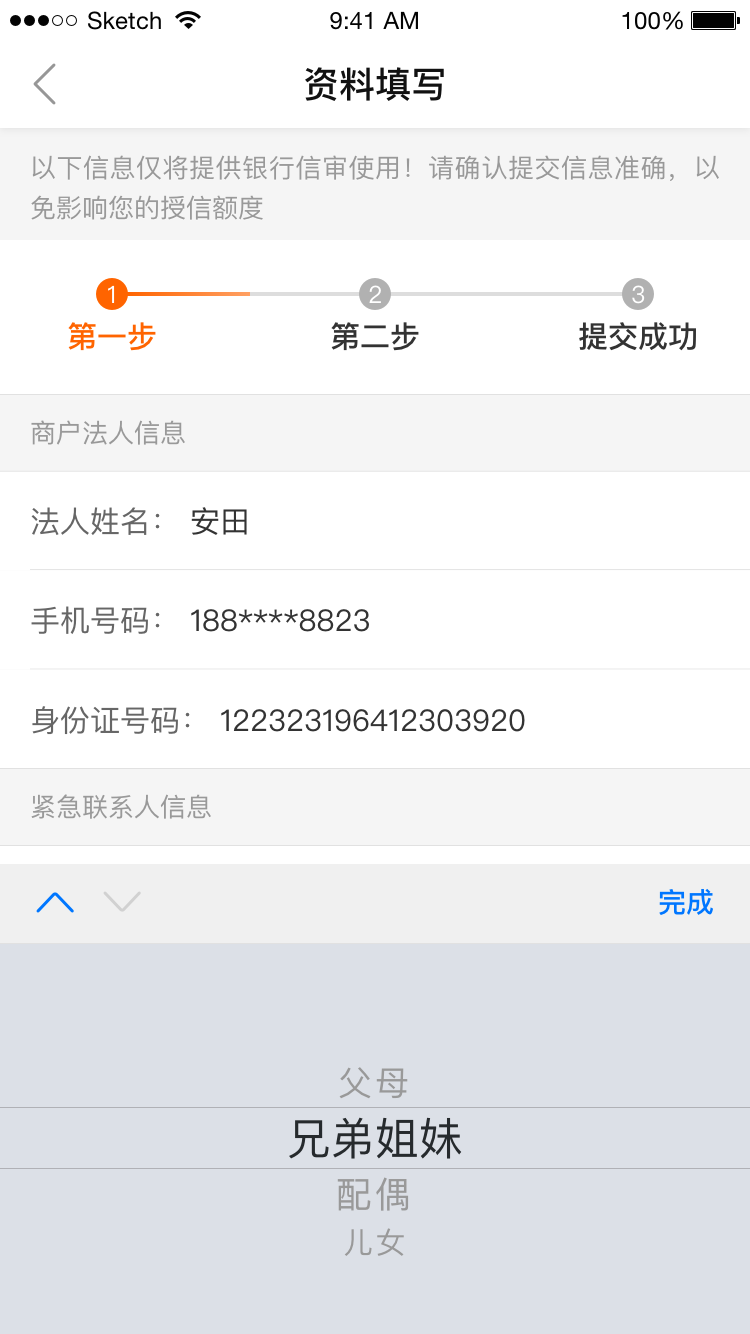 Sketch 9:41 AM 100%
资料填写
以下信息仅将提供银行信审使用！请确认提交信息准确，以
免影响您的授信额度
1 2 3
第一步 第二步 提交成功
商户法人信息
法人姓名： 安田
手机号码： 188****8823
身份证号码： 122323196412303920
紧急联系人信息
完成
父母
兄弟姐妹
配偶
儿女